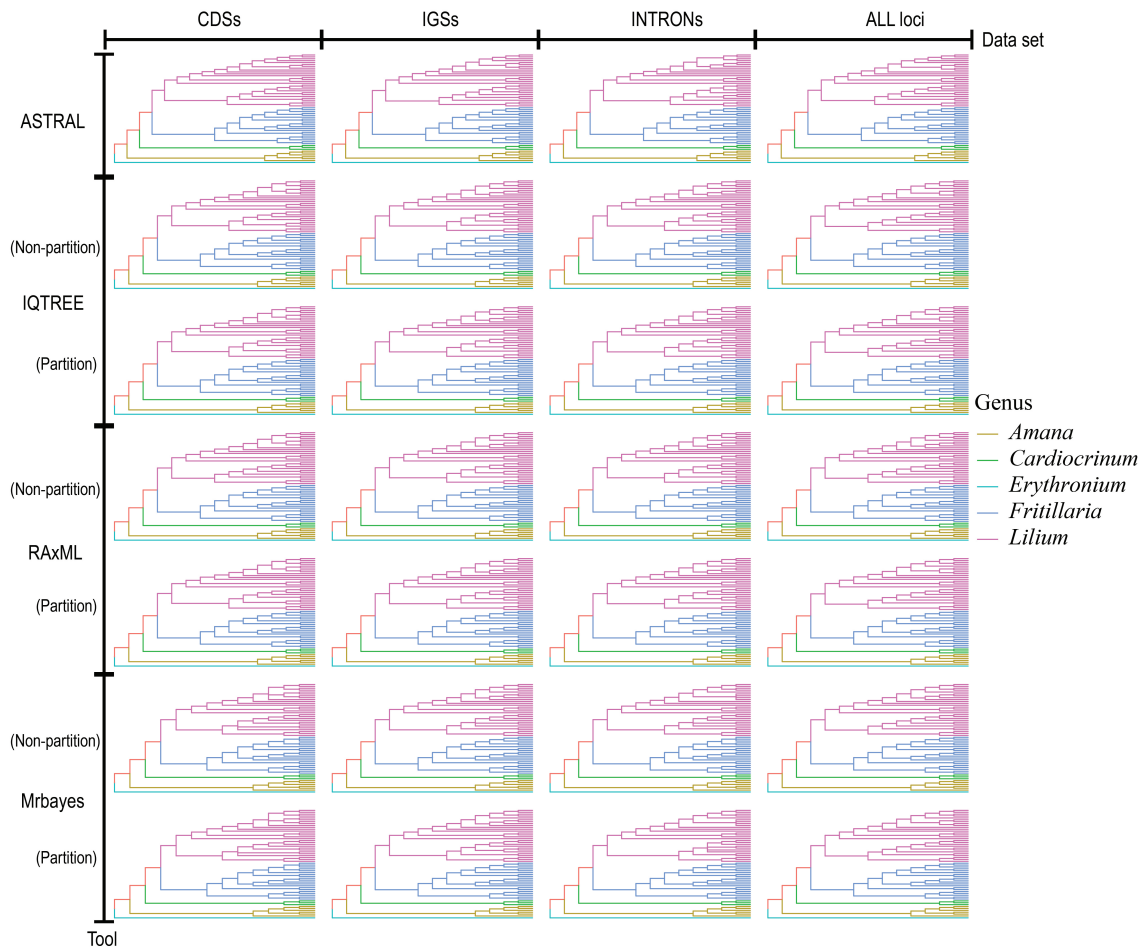 CDSs IGSs INTRONs ALL loci
Data set
ASTRAL
(Non-partition)
IQTREE
(Partition)
Genus
Amana
Cardiocrinum
Erythronium
Fritillaria
Lilium
(Non-partition)
RAxML
(Partition)
(Non-partition)
Mrbayes
(Partition)
Tool